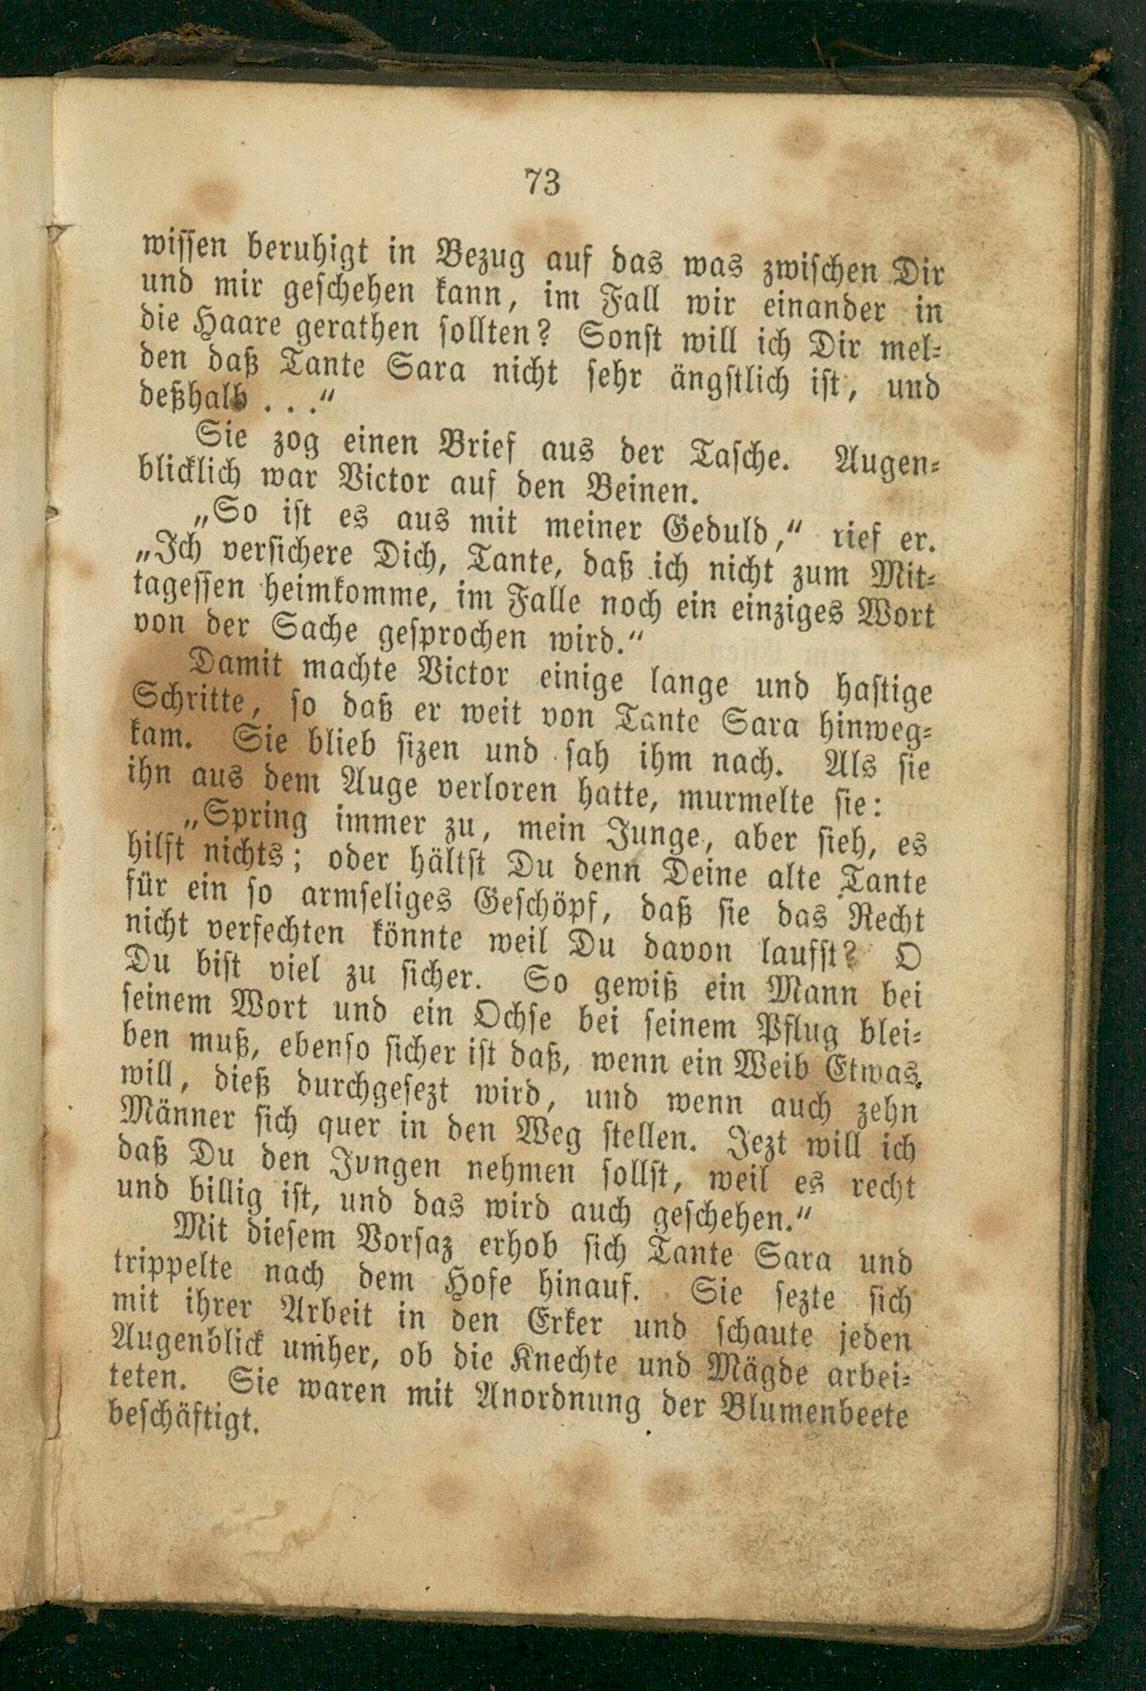 73
wissen beruhigt in Bezug auf das was zwischen Dir
und mir geschehen kann, im Fall wir einander in
die Haare gerathen sollten? Sonst will ich Dir mel-
den daß Tante Sara nicht sehr ängstlich ist, und
deßhalb . . .“
Sie zog einen Brief aus der Tasche. Augen-
blicklich war Victor auf den Beinen.
„So ist es aus mit meiner Geduld,“ rief er.
„Ich versichere Dich, Tante, daß ich nicht zum Mit-
tagessen heimkomme, im Falle noch ein einziges Wort
von der Sache gesprochen wird.“
Damit machte Victor einige lange und hastige
Schritte, so daß er weit von Tante Sara hinweg-
kam. Sie blieb sizen und sah ihm nach. Als sie
ihn aus dem Auge verloren hatte, murmelte sie:
„Spring immer zu, mein Junge, aber sieh, es
hilft nichts; oder hältst Du denn Deine alte Tante
für ein so armseliges Geschöpf, daß sie das Recht
nicht verfechten könnte weil Du davon laufst? O
Du bist viel zu sicher. So gewiß ein Mann bei
seinem Wort und ein Ochse bei seinem Pflug blei-
ben muß, ebenso sicher ist daß, wenn ein Weib Etwas
will, dieß durchgesezt wird, und wenn auch zehn
Männer sich quer in den Weg stellen. Jezt will ich
daß Du den Jungen nehmen sollst, weil es recht
und billig ist, und das wird auch geschehen.“
Mit diesem Vorsaz erhob sich Tante Sara und
trippelte nach dem Hofe hinauf. Sie sezte sich
mit ihrer Arbeit in den Erker und schaute jeden
Augenblick umher, ob die Knechte und Mägde arbei-
teten. Sie waren mit Anordnung der Blumenbeete
beschäftigt.